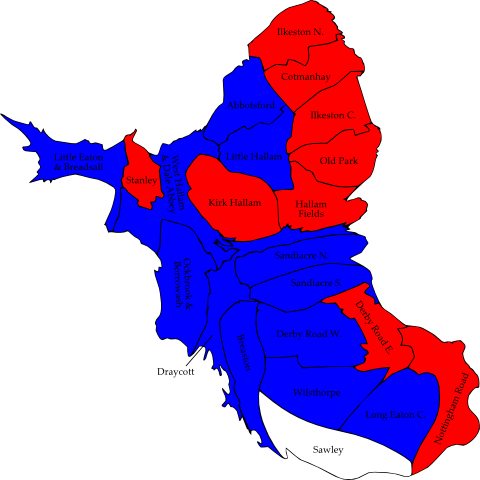 Ilkeston N.
Cotmanhay
Abbotsford
Ilkeston C.
Little Hallam
Old Park
Little Eaton
& Breadsall
Stanley
West Hallam
& Dale Abbey
Kirk Hallam
Hallam
Fields
Ockbrook &
Borrowash
Sandiacre N.
Sandiacre S.
Derby Road W.
Derby Road E.
Draycott
Breaston
Wilsthorpe
Long Eaton C.
Nottingham Road
Sawley